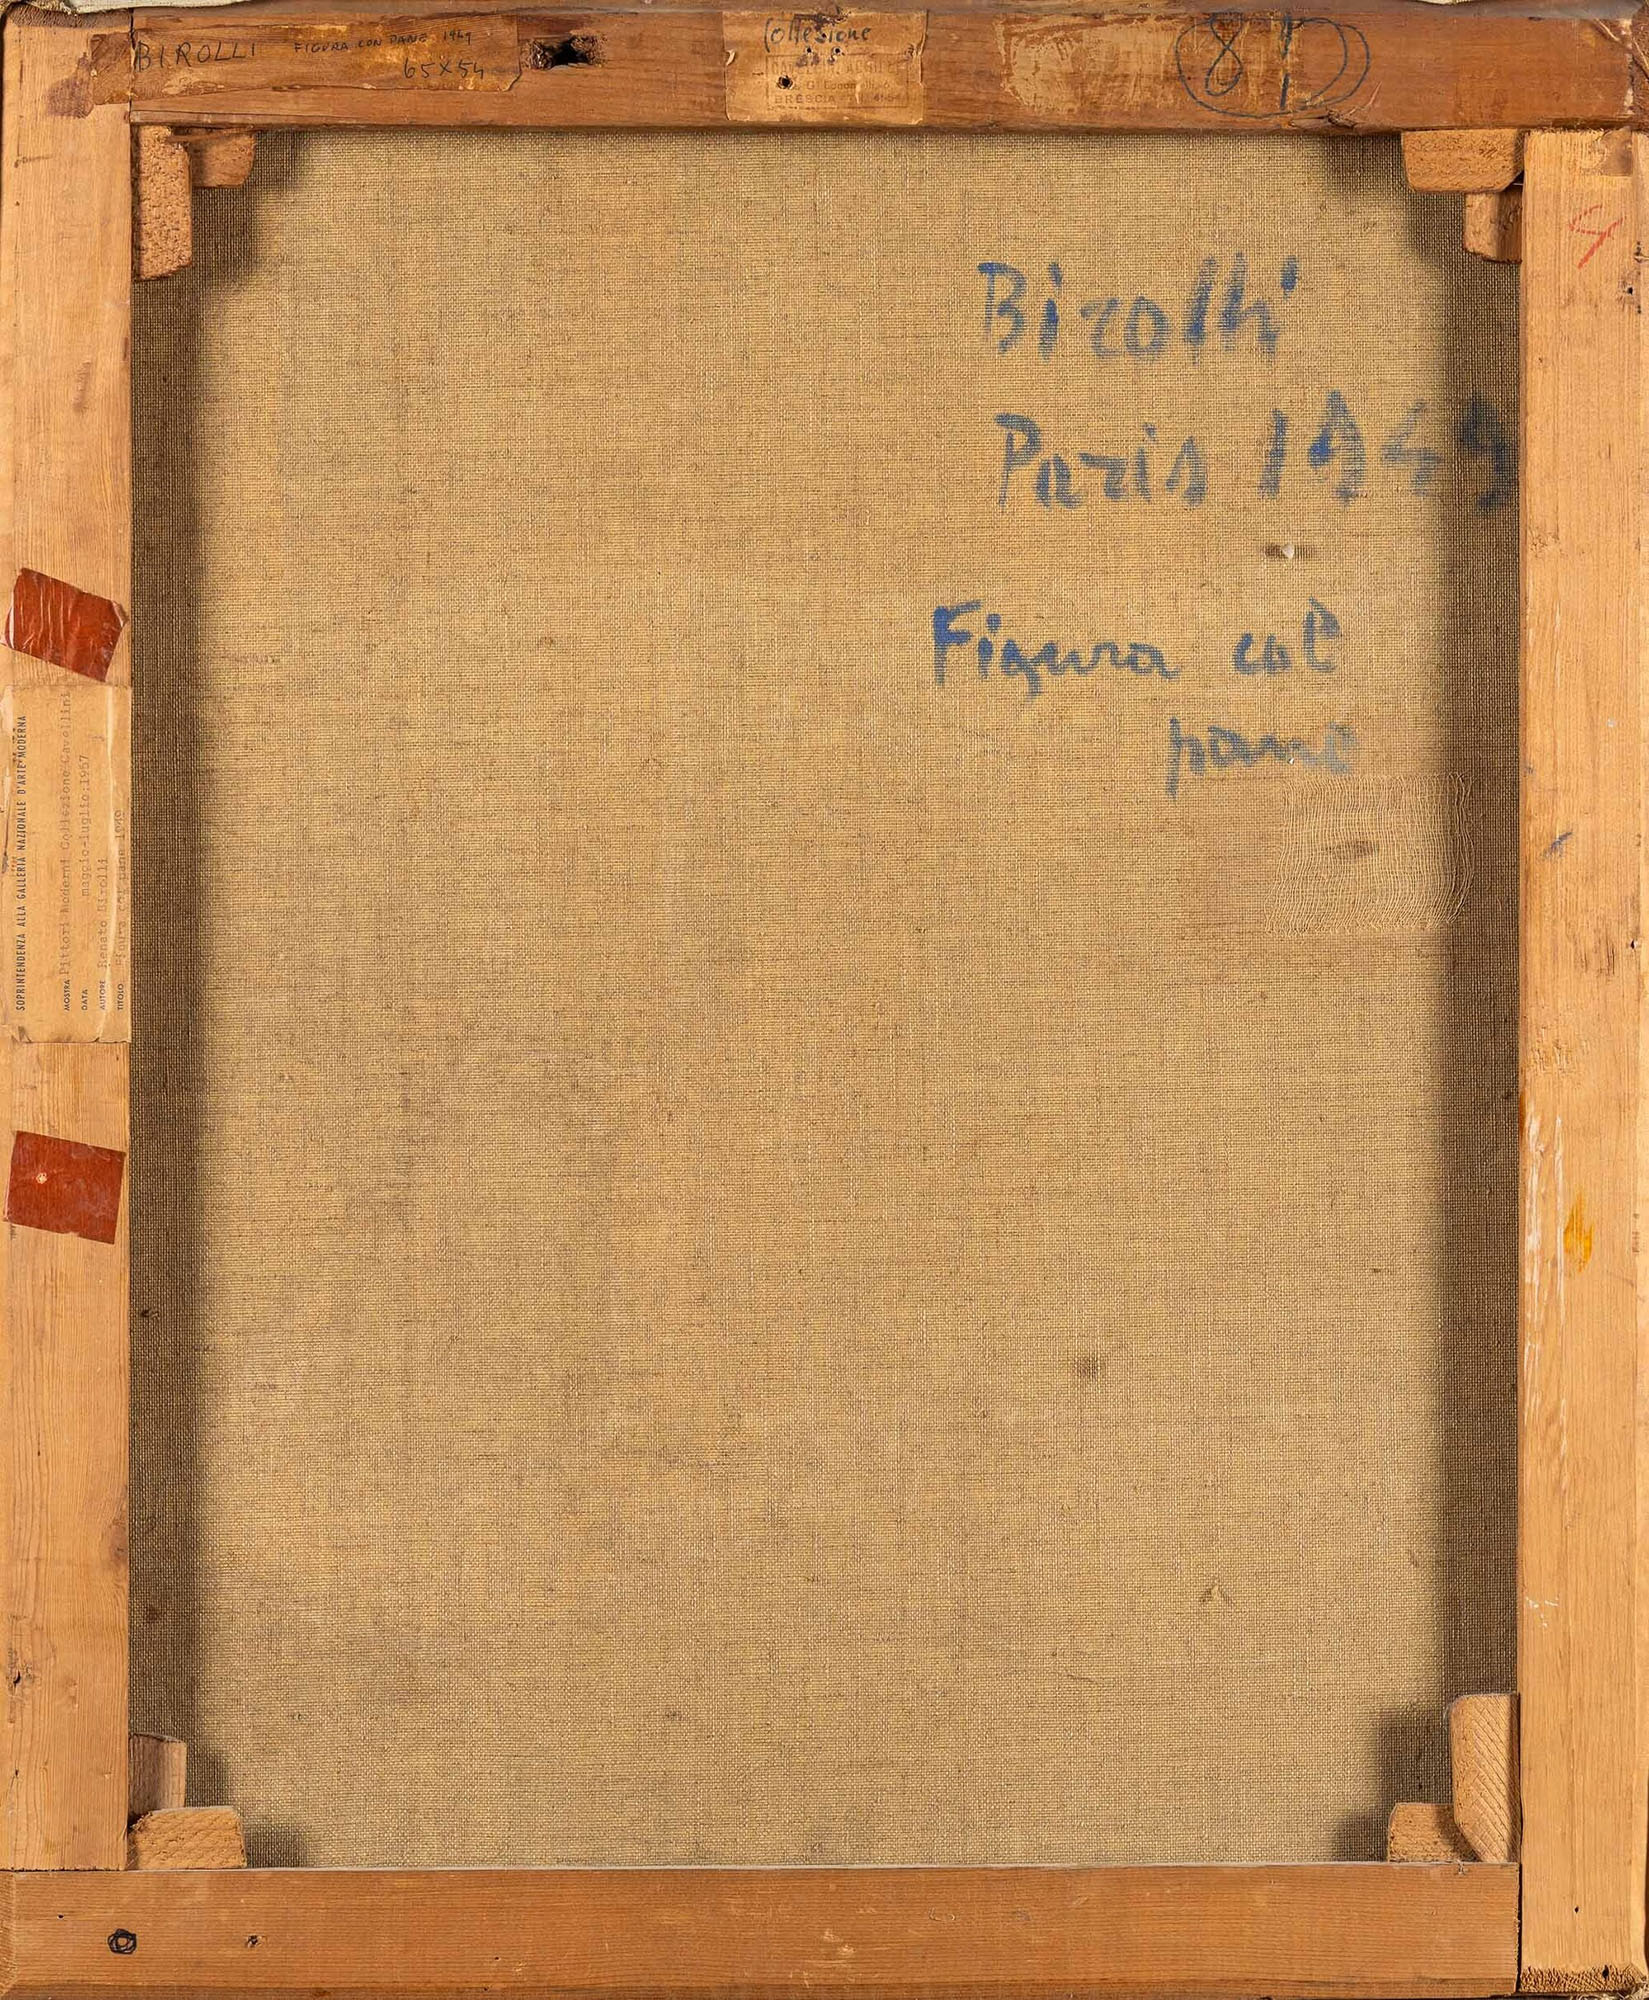 BIROLLI FIGURA CON PANE 1949
65x54
Collezione
BRESCIA
81
Birolli
Paris 1949
Figura col
pane
SOPRINTENDENZA ALLA GALLERIA NAZIONALE D'ARTE MODERNA
MOSTRA Pittori Moderni Collezione Cavellini
DATA maggio-luglio:1957
AUTORE Renato Birolli
TITOLO Figura col pane 1949